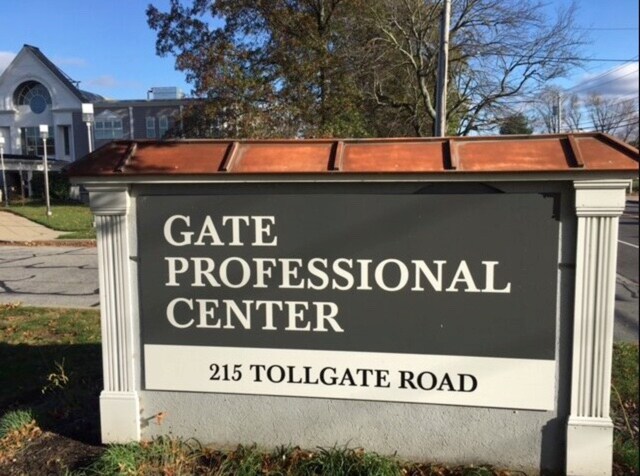 GATE
PROFESSIONAL
CENTER
215 TOLLGATE ROAD